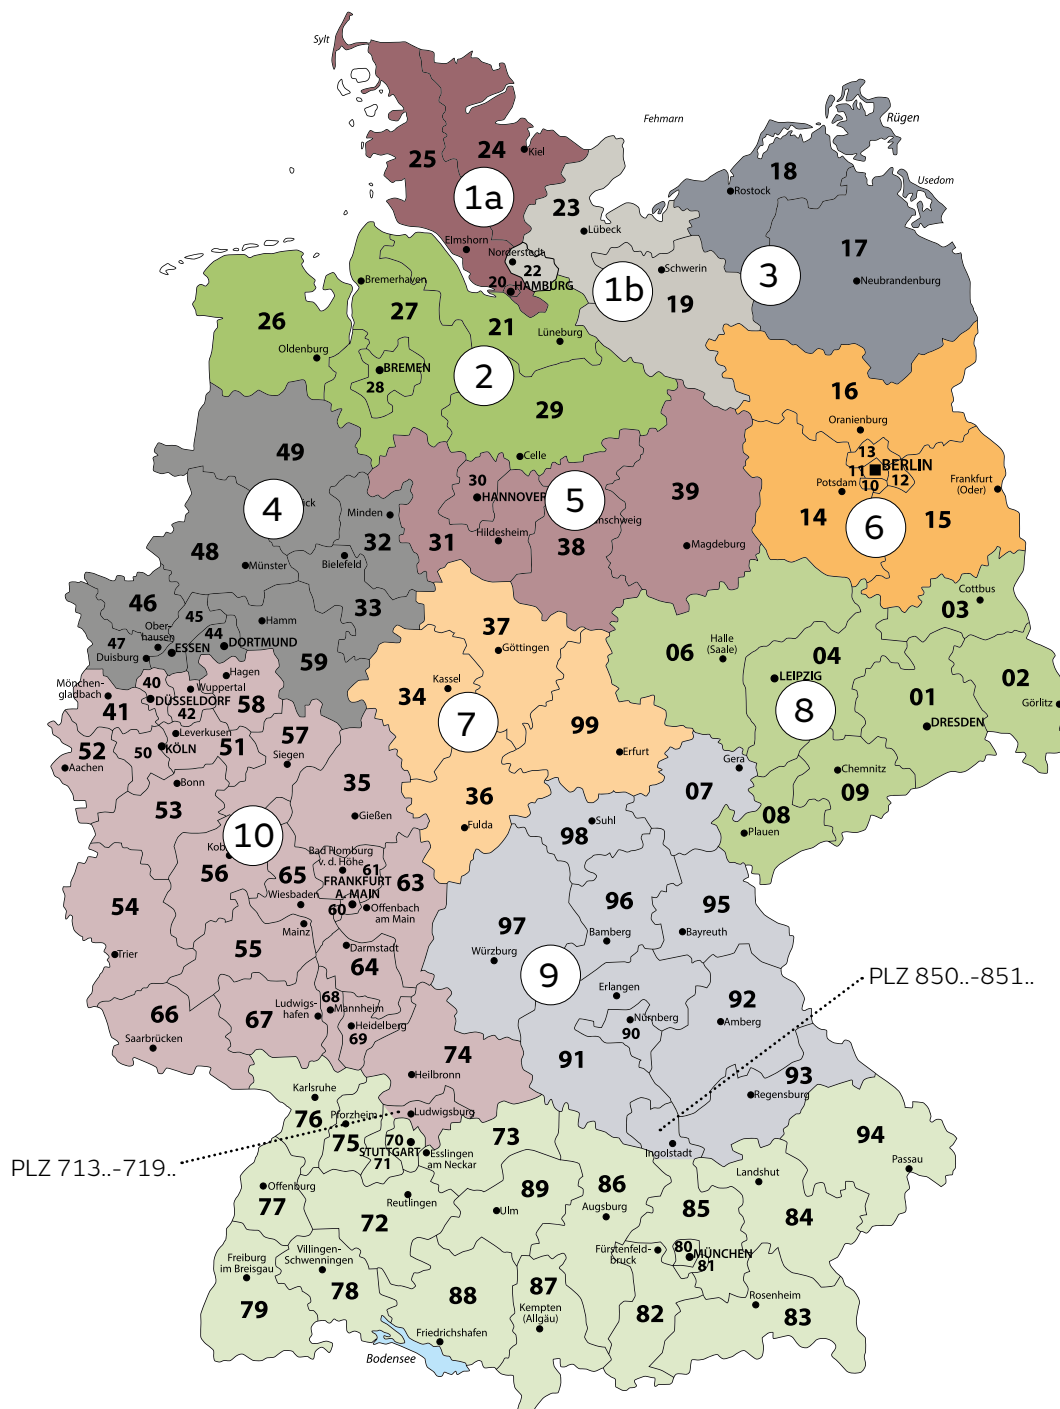 Sylt
Fehmarn
Rügen
Usedom
25
24
Kiel
1a
18
Rostock
23
Lübeck
17
Neubrandenburg
3
Elmshorn
Norderstedt
22
20
HAMBURG
Schwerin
1b
19
Bremerhaven
27
26
Oldenburg
21
Lüneburg
BREMEN
28
2
29
Celle
16
Oranienburg
13
BERLIN
11
10
12
Potsdam
Frankfurt
(Oder)
14
6
15
49
4
ick
Minden
48
Münster
32
Bielefeld
33
30
HANNOVER
5
nschweig
39
31
Hildesheim
38
Magdeburg
46
45
Ober-
hausen
44
Hamm
47
Duisburg
ESSEN
DORTMUND
59
Cottbus
03
37
Göttingen
06
Halle
(Saale)
04
LEIPZIG
02
Görlitz
01
DRESDEN
8
Mönchen-
gladbach
40
Hagen
Wuppertal
DÜSSELDORF
58
41
42
Leverkusen
52
50
KÖLN
51
57
Siegen
Aachen
Bonn
53
34
Kassel
7
99
Erfurt
35
Gießen
36
Fulda
Gera
07
Chemnitz
09
08
Plauen
98
Suhl
10
Kob
56
65
Bad Homburg
v. d. Höhe
61
FRANKFURT
A. MAIN
63
Wiesbaden
60
Offenbach
am Main
Mainz
54
Trier
55
Darmstadt
64
97
Würzburg
96
Bamberg
95
Bayreuth
9
PLZ 850..-851..
Erlangen
92
Amberg
Nürnberg
90
91
93
Regensburg
66
Saarbrücken
67
Ludwigs-
hafen
68
Mannheim
Heidelberg
69
74
Heilbronn
Karlsruhe
76
Pforzheim
75
Ludwigsburg
70
STUTTGART
71
Esslingen
am Neckar
73
PLZ 713..-719..
Ingolstadt
94
Passau
Landshut
Offenburg
77
Reutlingen
72
89
Ulm
86
Augsburg
85
84
Freiburg
im Breisgau
79
Villingen-
Schwenningen
78
Fürstenfeld-
bruck
80
MÜNCHEN
81
88
87
Kempten
(Allgäu)
82
Rosenheim
83
Friedrichshafen
Bodensee